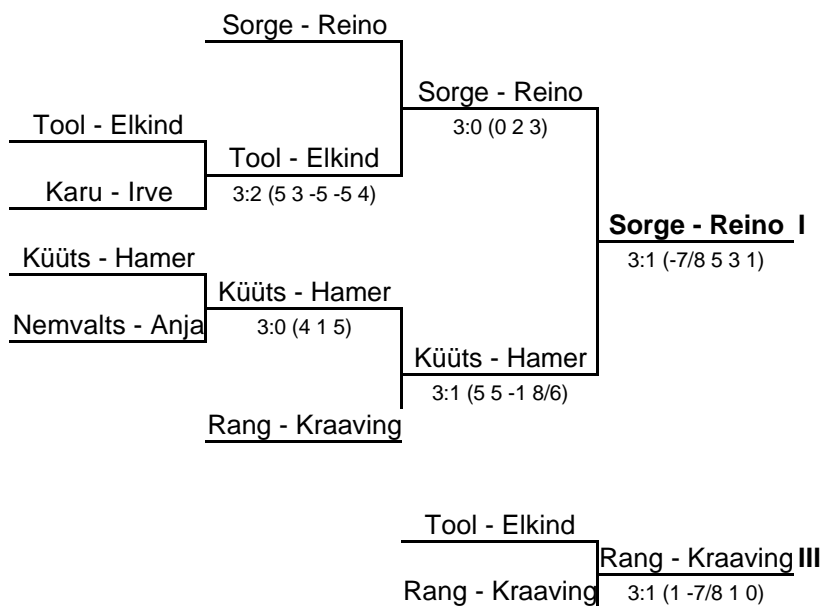 Sorge - Reino
Sorge - Reino
3:0 (0 2 3)
Tool - Elkind
Tool - Elkind
Karu - Irve
3:2 (5 3 -5 -5 4)
Sorge - Reino I
3:1 (-7/8 5 3 1)
Küüts - Hamer
Küüts - Hamer
Nemvalts - Anja
3:0 (4 1 5)
Küüts - Hamer
3:1 (5 5 -1 8/6)
Rang - Kraaving
Tool - Elkind
Rang - Kraaving III
Rang - Kraaving
3:1 (1 -7/8 1 0)